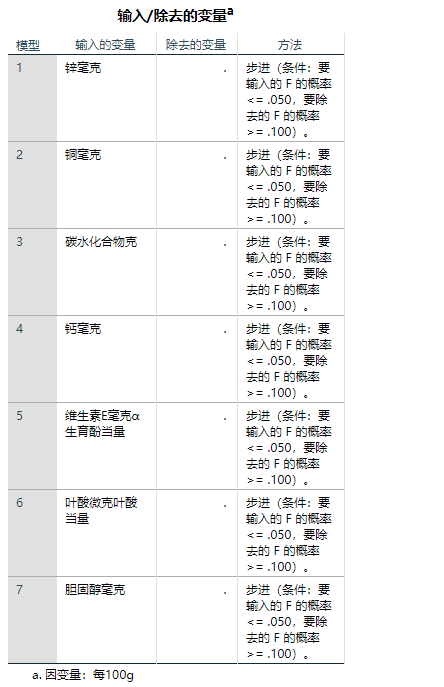 输入/除去的变量a
模型 输入的变量 除去的变量 方法
1 锌毫克 . 步进（条件：要
输入的 F 的概率
<= .050，要除
去的 F 的概率
>= .100）。
2 铜毫克 . 步进（条件：要
输入的 F 的概率
<= .050，要除
去的 F 的概率
>= .100）。
3 碳水化合物克 . 步进（条件：要
输入的 F 的概率
<= .050，要除
去的 F 的概率
>= .100）。
4 钙毫克 . 步进（条件：要
输入的 F 的概率
<= .050，要除
去的 F 的概率
>= .100）。
5 维生素E毫克α . 步进（条件：要
生育酚当量 输入的 F 的概率
<= .050，要除
去的 F 的概率
>= .100）。
6 叶酸微克叶酸 . 步进（条件：要
当量 输入的 F 的概率
<= .050，要除
去的 F 的概率
>= .100）。
7 胆固醇毫克 . 步进（条件：要
输入的 F 的概率
<= .050，要除
去的 F 的概率
>= .100）。
a. 因变量：每100g